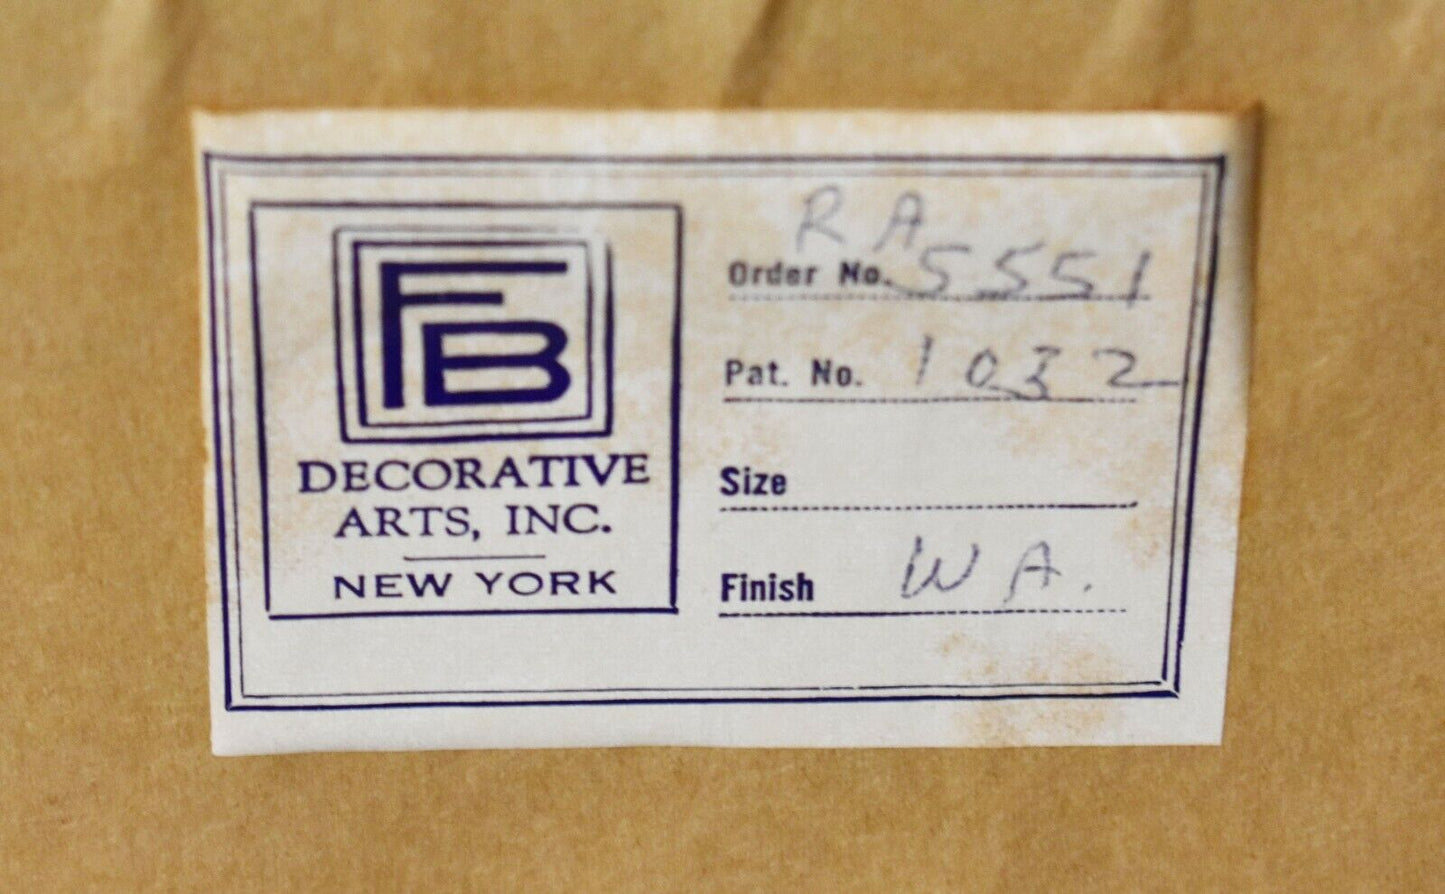 FB
DECORATIVE
ARTS, INC.
NEW YORK
RA
Order No. 5551
Pat. No. 1032
Size
Finish WA.